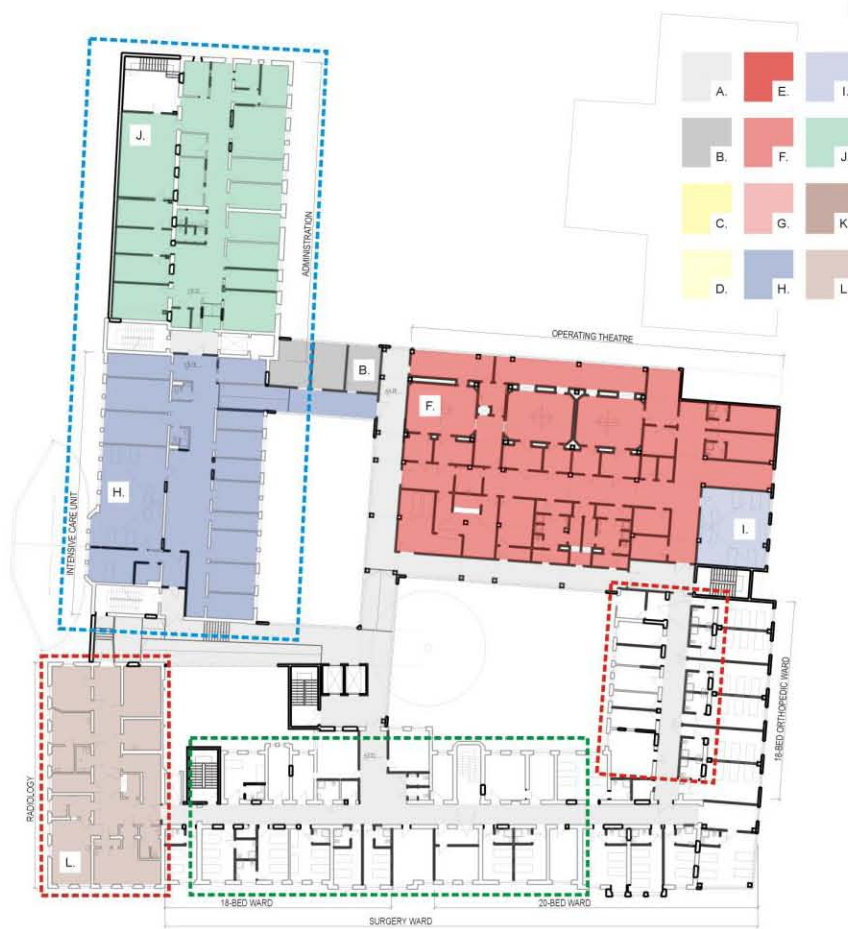 A. E. I.
B. F. J.
C. G. K.
D. H. L.
J.
ADMINISTRATION
OPERATING THEATRE
B.
F.
H.
INTENSIVE CARE UNIT
I.
18-BED ORTHOPEDIC WARD
RADIOLOGY
L.
18-BED WARD
20-BED WARD
SURGERY WARD